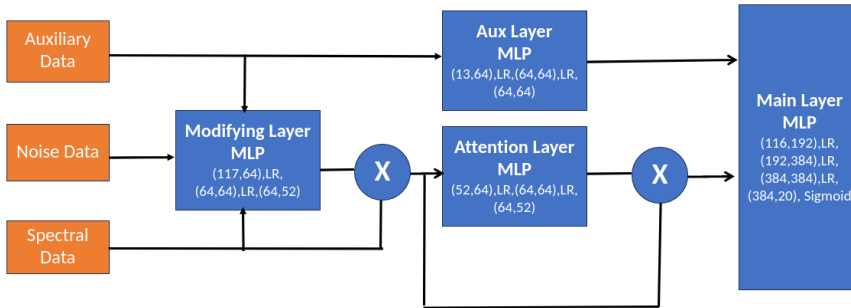 Auxiliary
Data
Noise Data
Spectral
Data
Modifying Layer
MLP
(117,64),LR,
(64,64),LR,(64,52)
X
Aux Layer
MLP
(13,64),LR,(64,64),LR,
(64,64)
Attention Layer
MLP
(52,64),LR,(64,64),LR,
(64,52)
X
Main Layer
MLP
(116,192),LR,
(192,384),LR,
(384,384),LR,
(384,20), Sigmoid